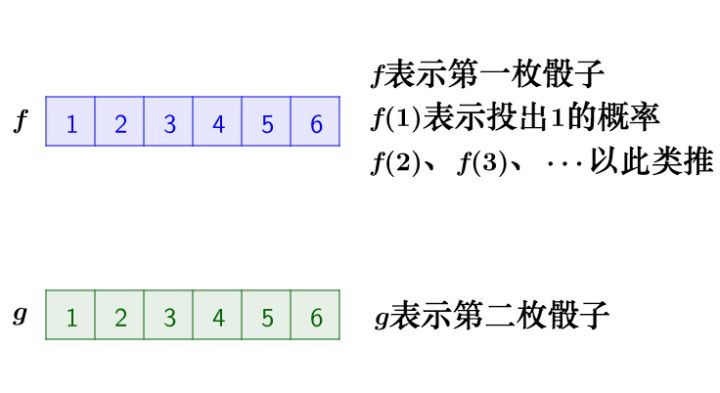 f表示第一枚骰子
f 1 2 3 4 5 6 f(1)表示投出1的概率
f(2)、f(3)、···以此类推
g 1 2 3 4 5 6 g表示第二枚骰子